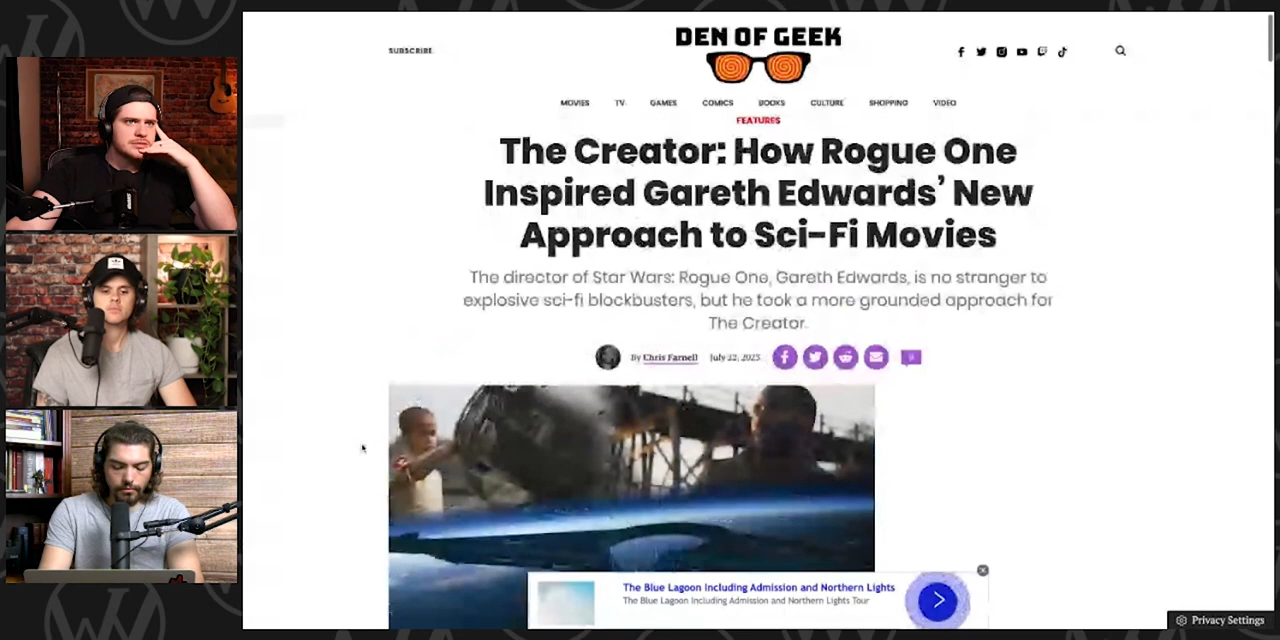 SUBSCRIBE
DEN OF GEEK
MOVIES TV GAMES COMICS BOOKS CULTURE SHOPPING VIDEO
FEATURES
The Creator: How Rogue One
Inspired Gareth Edwards’ New
Approach to Sci-Fi Movies
The director of Star Wars: Rogue One, Gareth Edwards, is no stranger to
explosive sci-fi blockbusters, but he took a more grounded approach for
The Creator.
By Chris Farnell July 22, 2023
The Blue Lagoon Including Admission and Northern Lights
The Blue Lagoon Including Admission and Northern Lights Tour
Privacy Settings